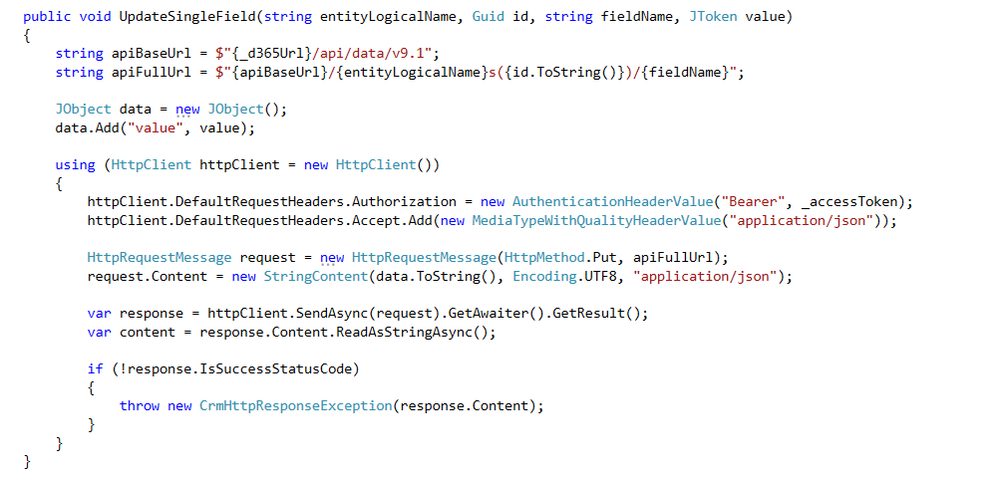 public void UpdateSingleField(string entityLogicalName, Guid id, string fieldName, JToken value)
{
    string apiBaseUrl = $"{_d365Url}/api/data/v9.1";
    string apiFullUrl = $"{apiBaseUrl}/{entityLogicalName}s({id.ToString()})/{fieldName}";

    JObject data = new JObject();
    data.Add("value", value);

    using (HttpClient httpClient = new HttpClient())
    {
        httpClient.DefaultRequestHeaders.Authorization = new AuthenticationHeaderValue("Bearer", _accessToken);
        httpClient.DefaultRequestHeaders.Accept.Add(new MediaTypeWithQualityHeaderValue("application/json"));

        HttpRequestMessage request = new HttpRequestMessage(HttpMethod.Put, apiFullUrl);
        request.Content = new StringContent(data.ToString(), Encoding.UTF8, "application/json");

        var response = httpClient.SendAsync(request).GetAwaiter().GetResult();
        var content = response.Content.ReadAsStringAsync();

        if (!response.IsSuccessStatusCode)
        {
            throw new CrmHttpResponseException(response.Content);
        }
    }
}